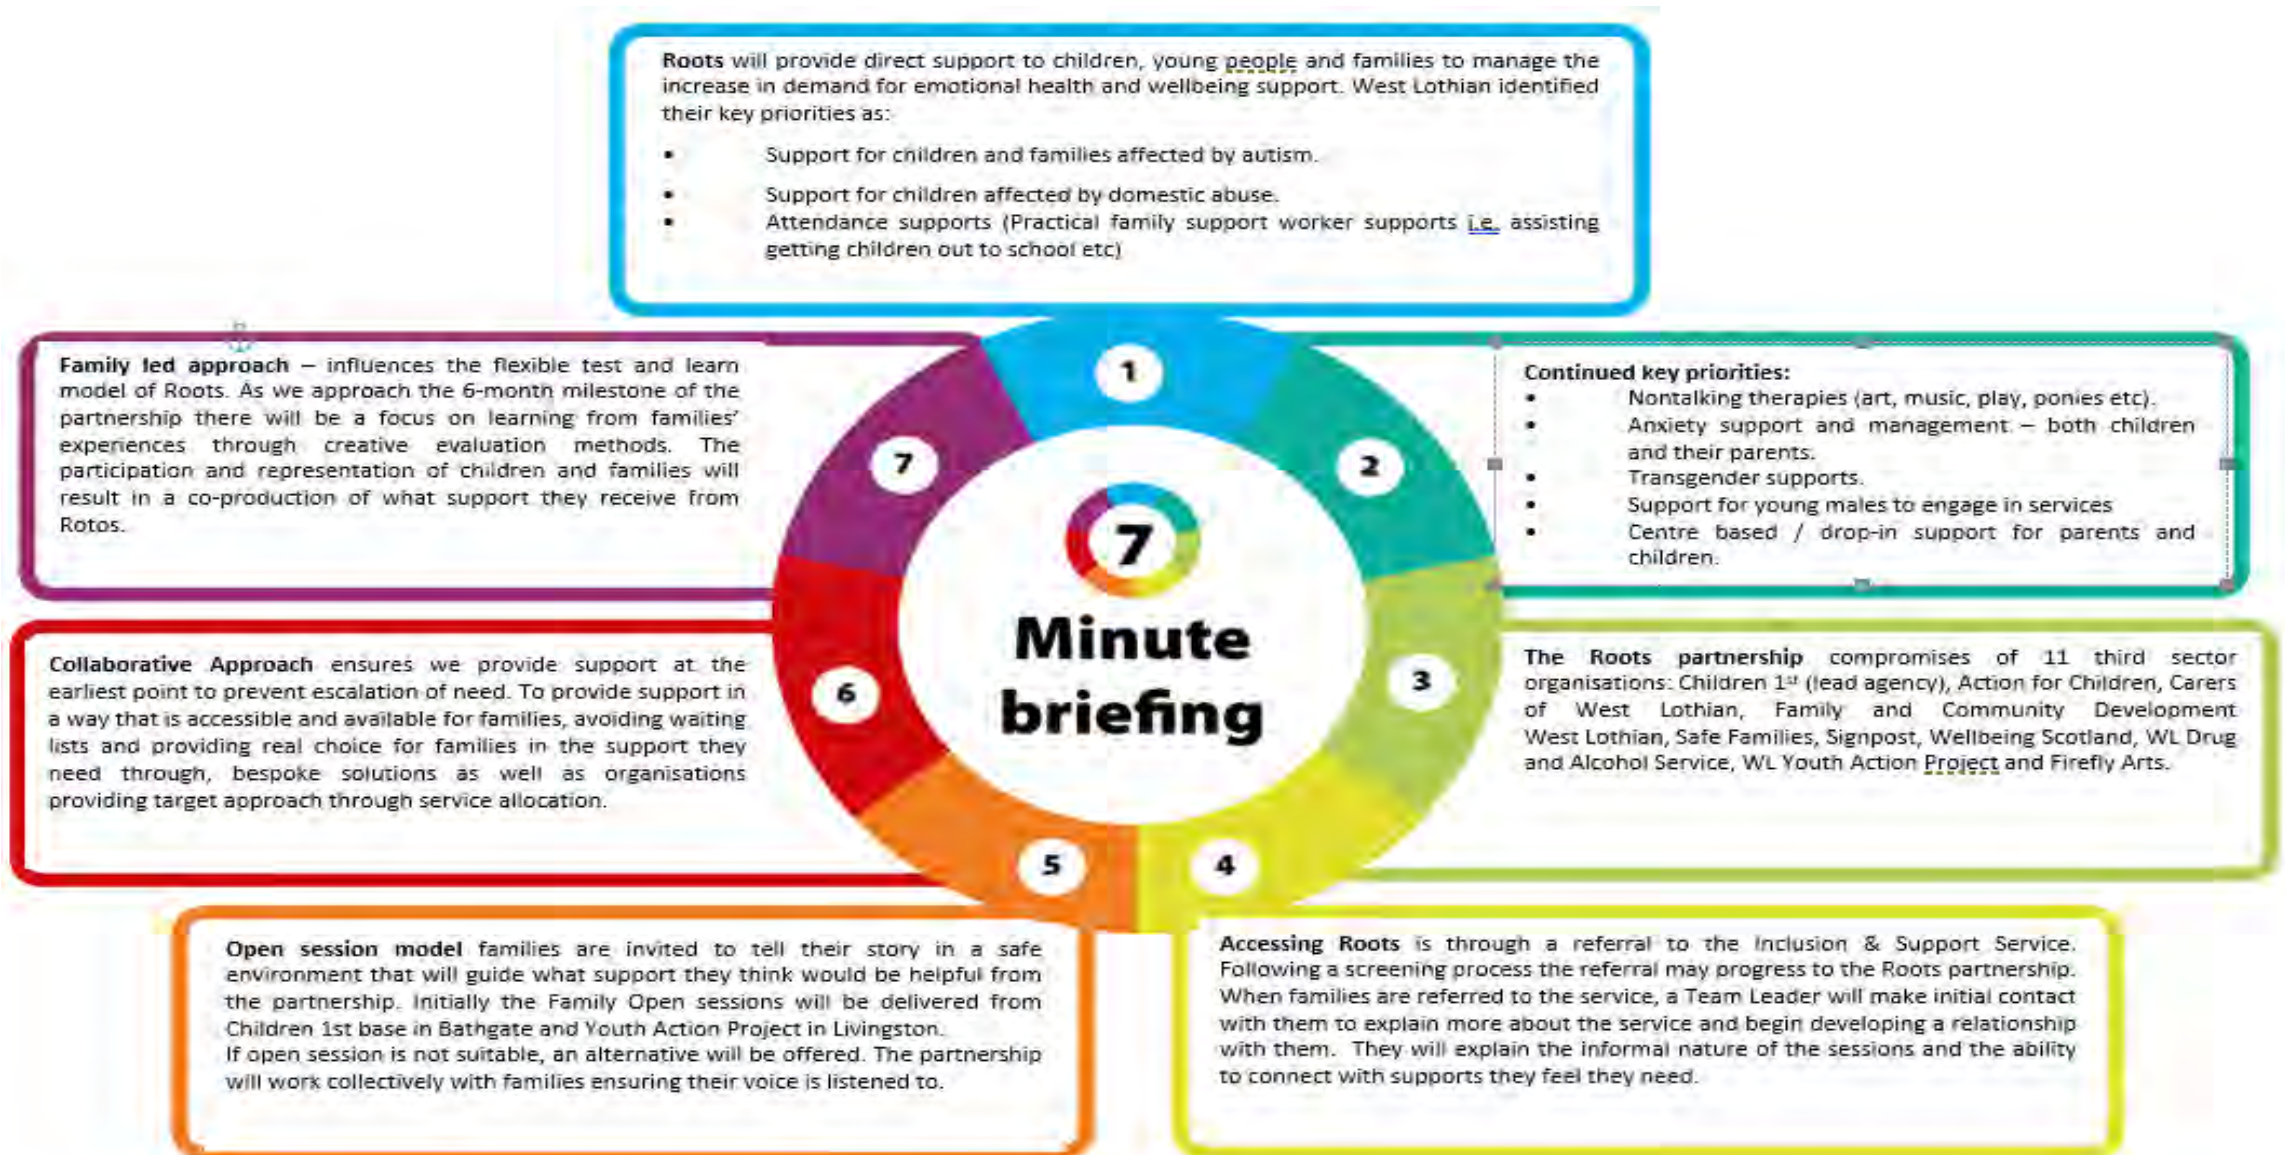 Roots will provide direct support to children, young people and families to manage the
increase in demand for emotional health and wellbeing support. West Lothian identified
their key priorities as:
• Support for children and families affected by autism.
• Support for children affected by domestic abuse.
• Attendance supports (Practical family support worker supports i.e. assisting
getting children out to school etc)
1
Continued key priorities:
• Nontalking therapies (art, music, play, ponies etc).
• Anxiety support and management – both children
and their parents.
• Transgender supports.
• Support for young males to engage in services
• Centre based / drop-in support for parents and
children.
2
The Roots partnership compromises of 11 third sector
organisations: Children 1st (lead agency), Action for Children, Carers
of West Lothian, Family and Community Development
West Lothian, Safe Families, Signpost, Wellbeing Scotland, WL Drug
and Alcohol Service, WL Youth Action Project and Firefly Arts.
3
Accessing Roots is through a referral to the Inclusion & Support Service.
Following a screening process the referral may progress to the Roots partnership.
When families are referred to the service, a Team Leader will make initial contact
with them to explain more about the service and begin developing a relationship
with them. They will explain the informal nature of the sessions and the ability
to connect with supports they feel they need.
4
Open session model families are invited to tell their story in a safe
environment that will guide what support they think would be helpful from
the partnership. Initially the Family Open sessions will be delivered from
Children 1st base in Bathgate and Youth Action Project in Livingston.
If open session is not suitable, an alternative will be offered. The partnership
will work collectively with families ensuring their voice is listened to.
5
Collaborative Approach ensures we provide support at the
earliest point to prevent escalation of need. To provide support in
a way that is accessible and available for families, avoiding waiting
lists and providing real choice for families in the support they
need through, bespoke solutions as well as organisations
providing target approach through service allocation.
6
Family led approach – influences the flexible test and learn
model of Roots. As we approach the 6-month milestone of the
partnership there will be a focus on learning from families'
experiences through creative evaluation methods. The
participation and representation of children and families will
result in a co-production of what support they receive from
Rotos.
7
7
Minute
briefing